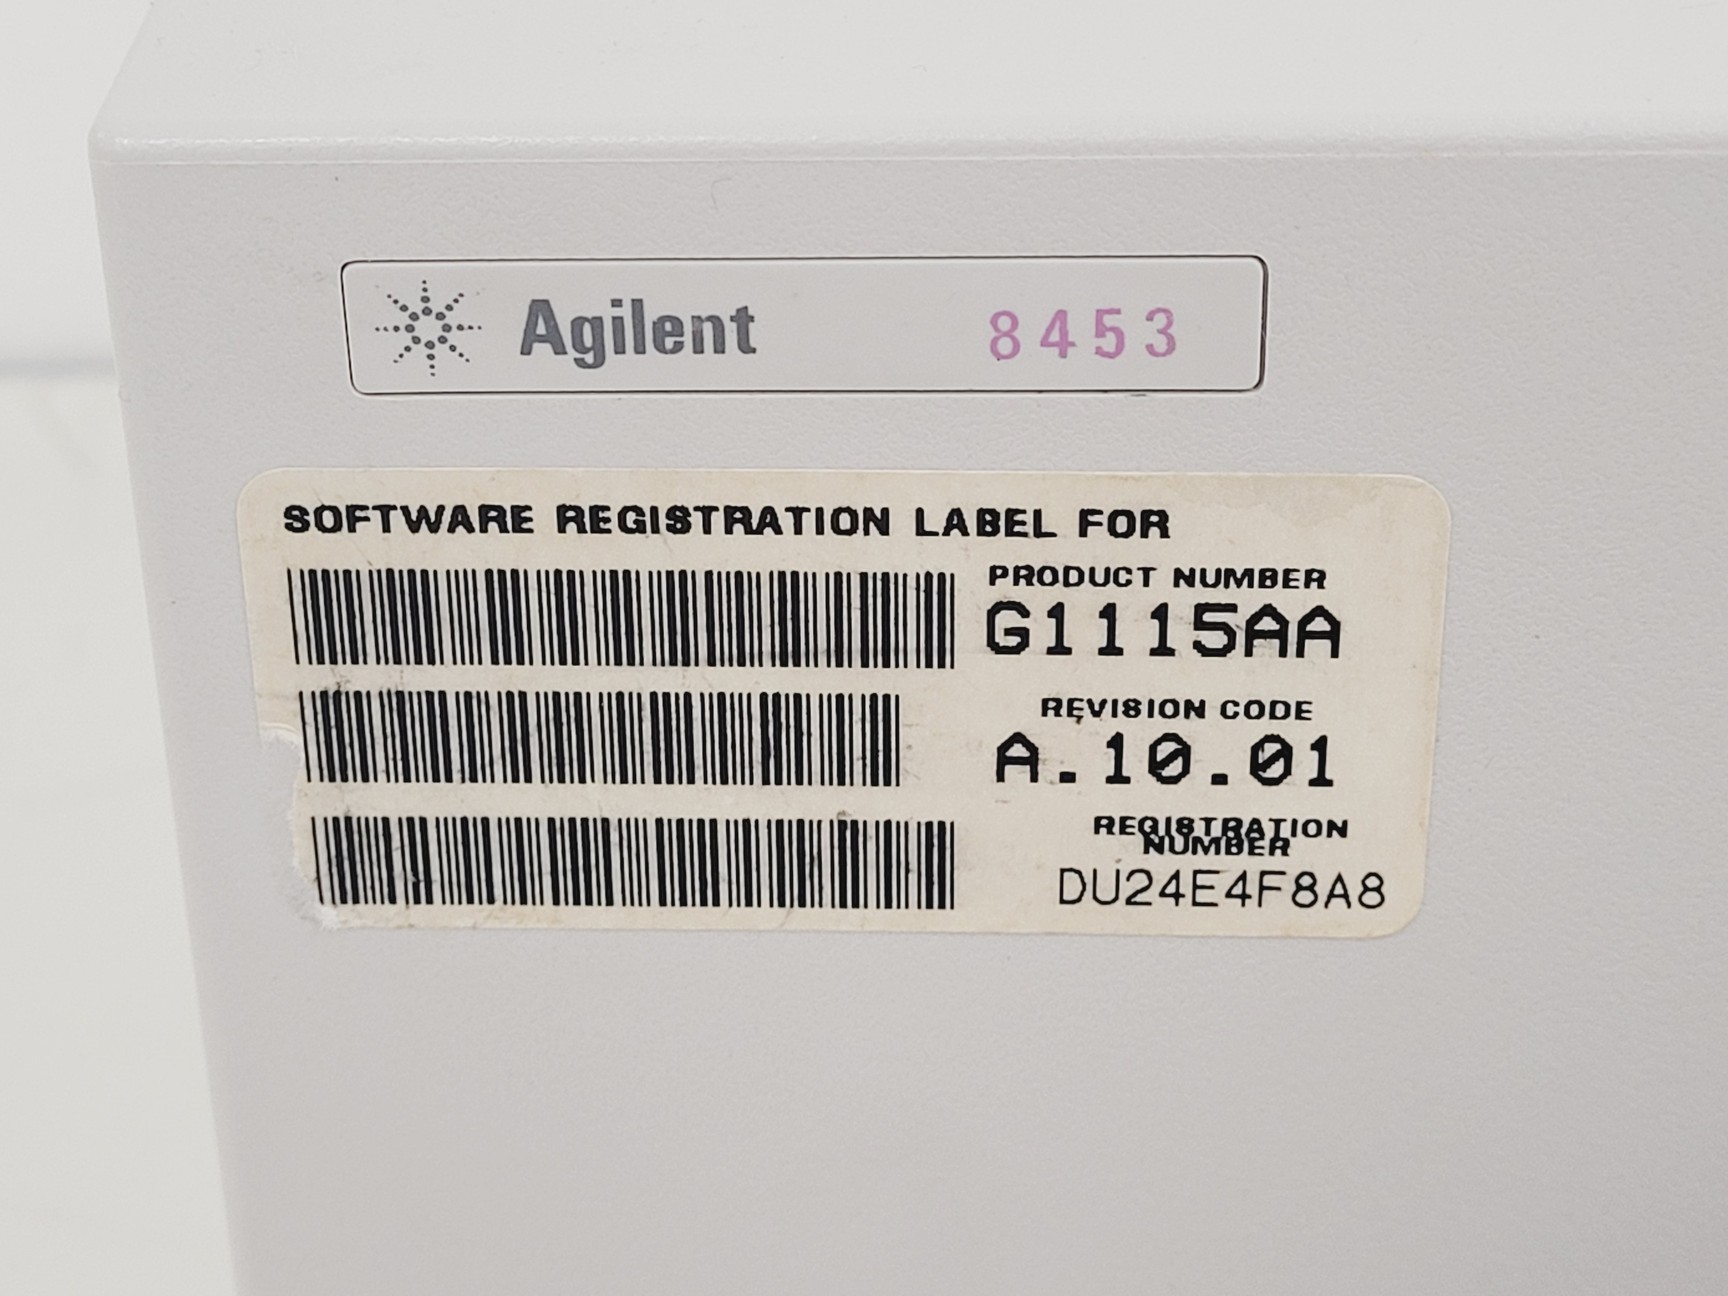 Agilent 8453
SOFTWARE REGISTRATION LABEL FOR
PRODUCT NUMBER
G1115AA
REVISION CODE
A.10.01
REGISTRATION
NUMBER
DU24E4F8A8